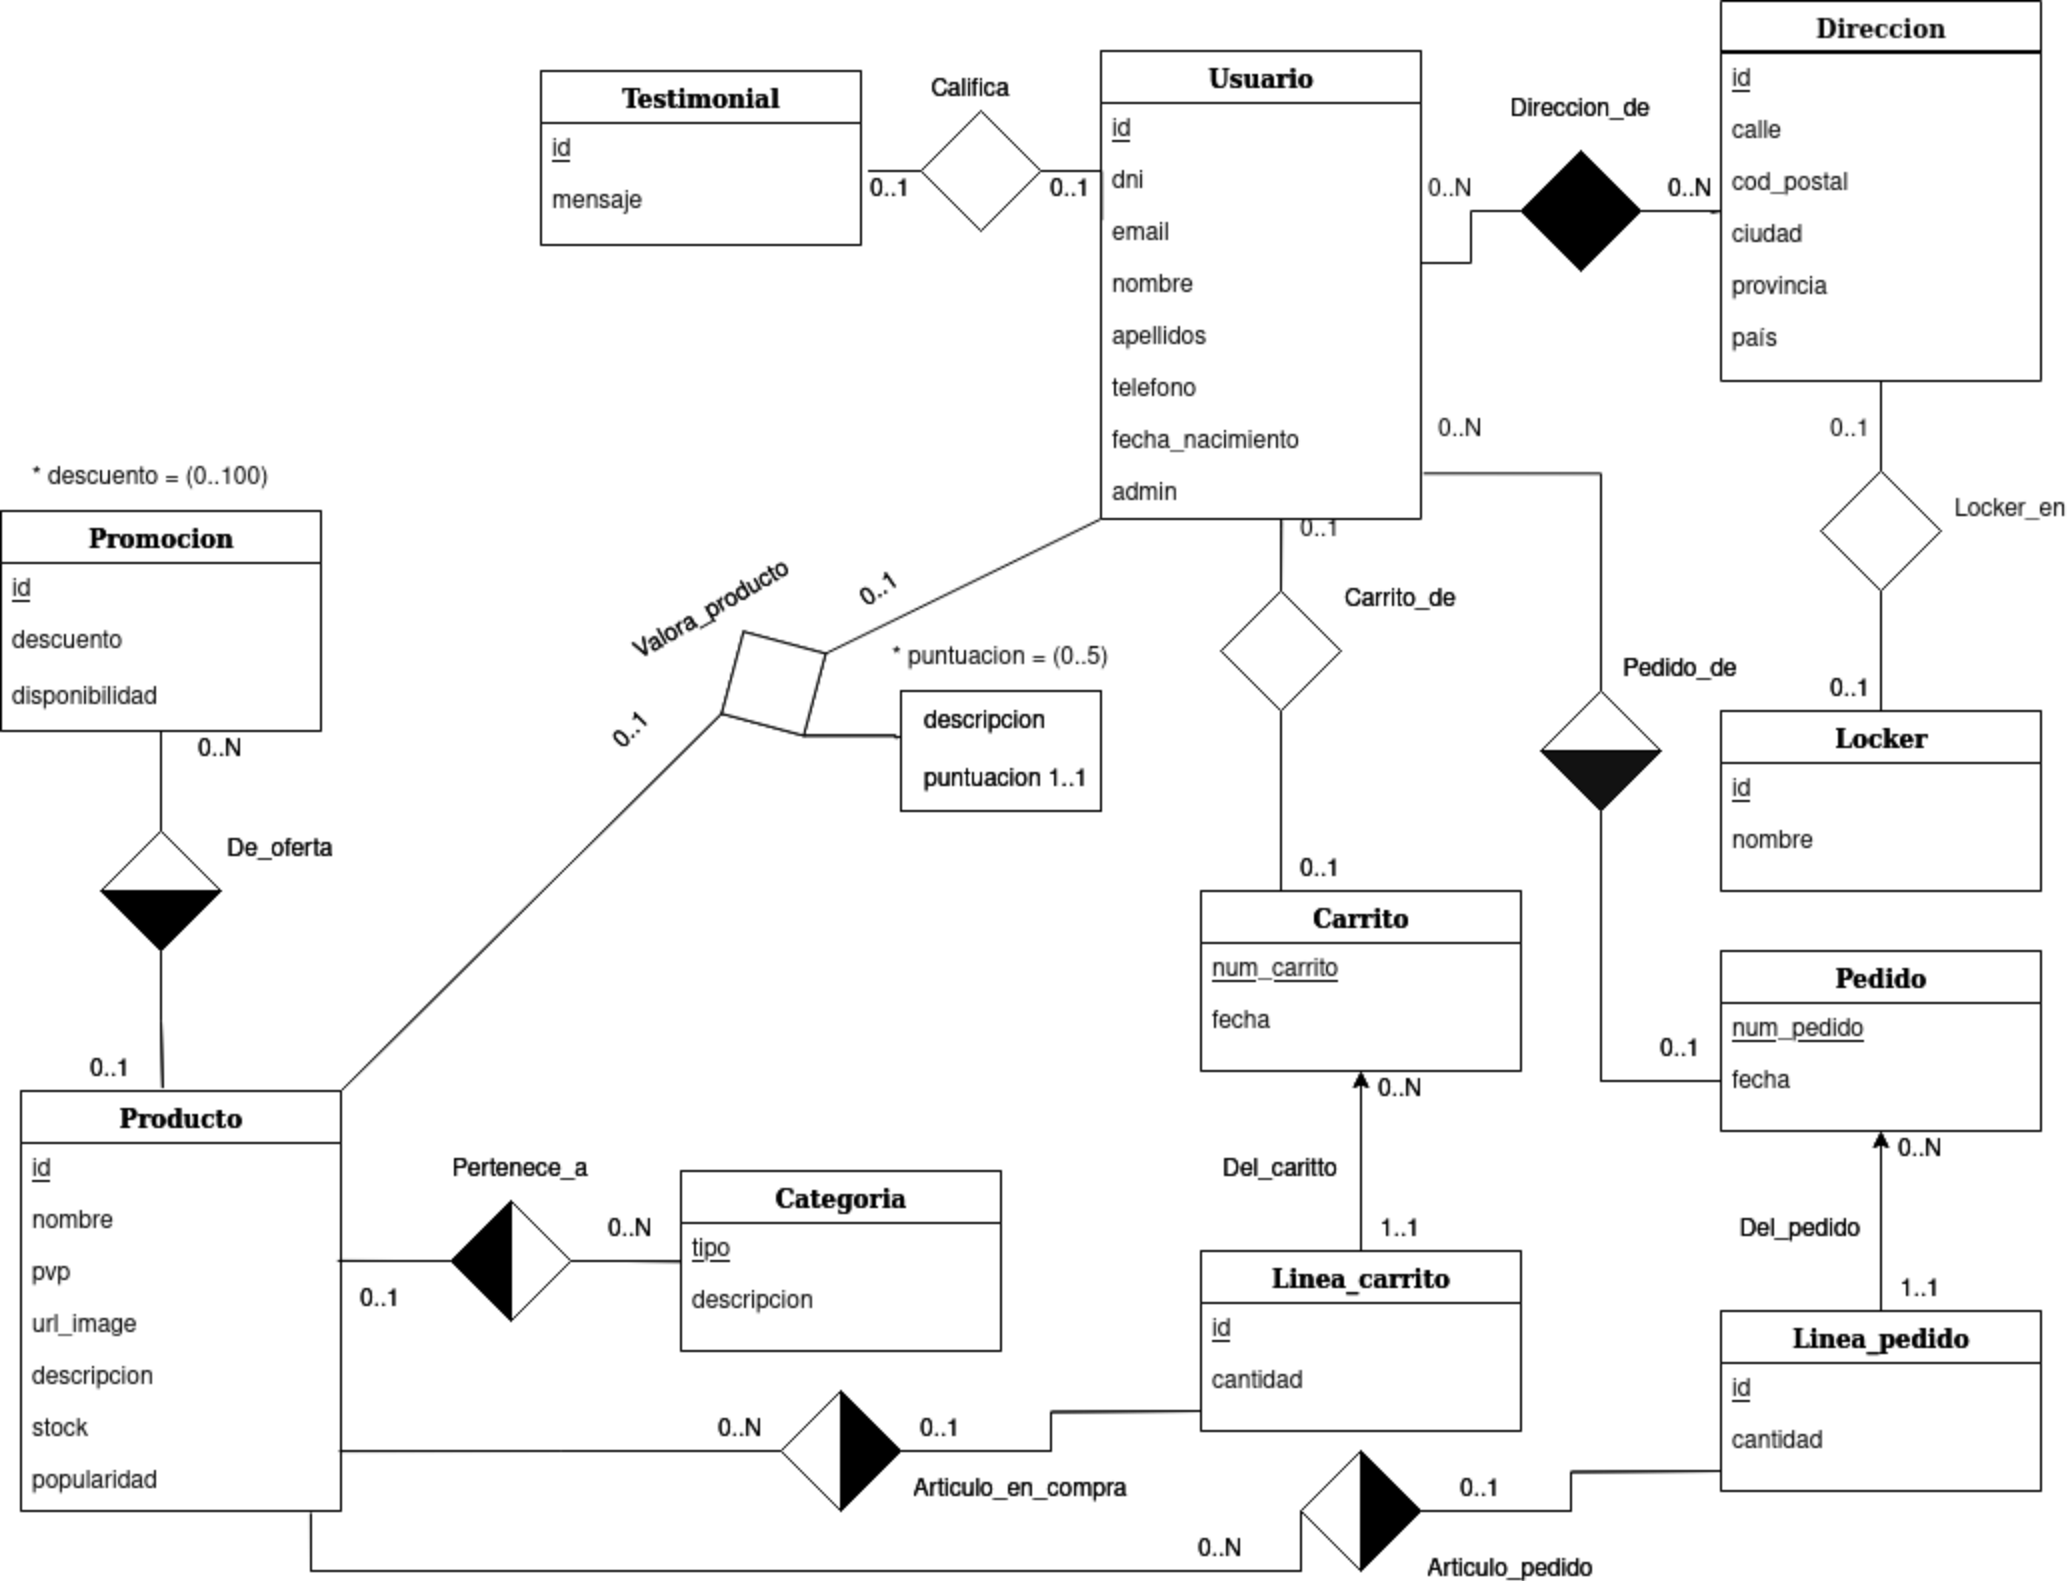 Direccion
id
calle
cod_postal
ciudad
provincia
país
Usuario
id
dni
email
nombre
apellidos
telefono
fecha_nacimiento
admin
Testimonial
id
mensaje
Califica
0..1
0..1
Direccion_de
0..N
0..N
0..N
0..1
Locker_en
0..1
Locker
id
nombre
* descuento = (0..100)
Promocion
id
descuento
disponibilidad
0..N
De_oferta
0..1
Valora_producto
0..1
0..1
* puntuacion = (0..5)
descripcion
puntuacion 1..1
0..1
Carrito_de
0..1
Pedido_de
0..1
Carrito
num_carrito
fecha
Pedido
num_pedido
fecha
Producto
id
nombre
pvp
url_image
descripcion
stock
popularidad
Pertenece_a
0..1
0..N
Categoria
tipo
descripcion
0..N
Del_caritto
1..1
Linea_carrito
id
cantidad
0..N
Del_pedido
1..1
Linea_pedido
id
cantidad
0..N
0..1
Articulo_en_compra
0..N
0..1
Articulo_pedido